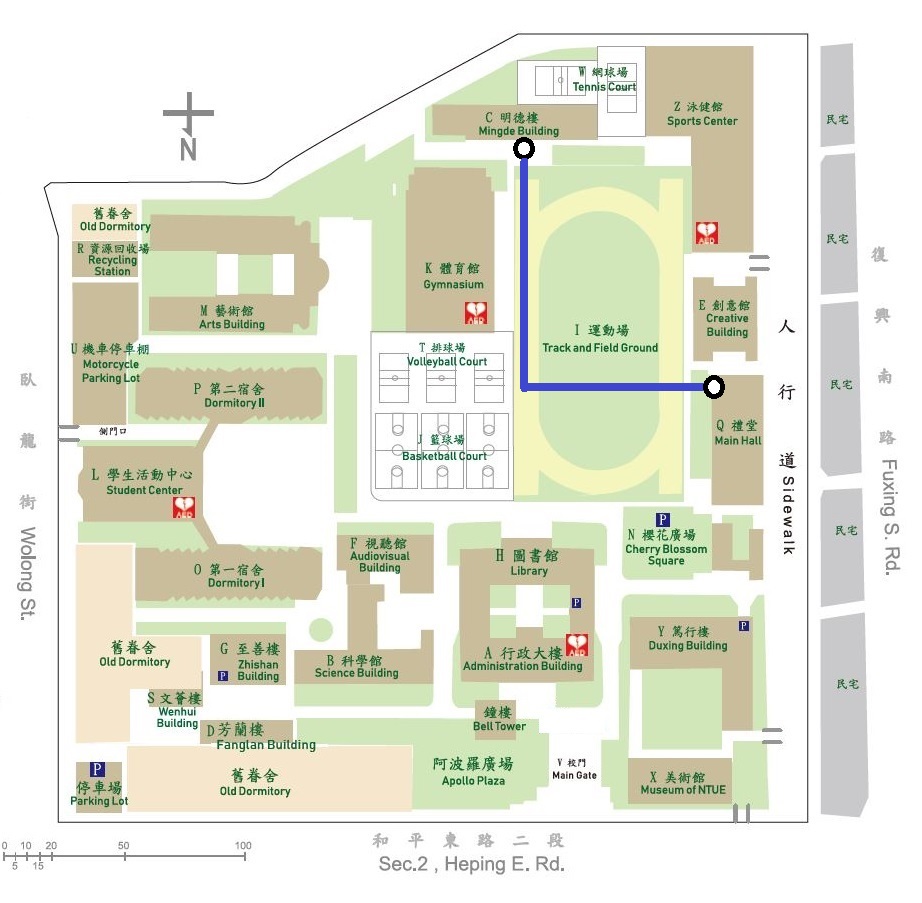 W 網球場
Tennis Court
C 明德樓
Mingde Building
Z 泳健館
Sports Center
民宅
N
舊眷舍
Old Dormitory
R 資源回收場
Recycling
Station
K 體育館
Gymnasium
AED
AED
民宅
復興南路 Fuxing S. Rd.
M 藝術館
Arts Building
E 創意館
Creative
Building
I 運動場
Track and Field Ground
人行道 Sidewalk
U 機車停車棚
Motorcycle
Parking Lot
T 排球場
Volleyball Court
P 第二宿舍
Dormitory II
民宅
臥龍街 Wolong St.
側門口
Q 禮堂
Main Hall
J 籃球場
Basketball Court
L 學生活動中心
Student Center
AED
民宅
P
N 櫻花廣場
Cherry Blossom
Square
F 視聽館
Audiovisual
Building
H 圖書館
Library
P
O 第一宿舍
Dormitory I
Y 篤行樓
Duxing Building
P
舊眷舍
Old Dormitory
G 至善樓
Zhishan
Building
P
B 科學館
Science Building
A 行政大樓
Administration Building
AED
民宅
S 文薈樓
Wenhui
Building
鐘樓
Bell Tower
D 芳蘭樓
Fanglan Building
P
停車場
Parking Lot
舊眷舍
Old Dormitory
阿波羅廣場
Apollo Plaza
V 校門
Main Gate
X 美術館
Museum of NTUE
0 10 20 50 100
5 15
和平東路二段
Sec.2 , Heping E. Rd.